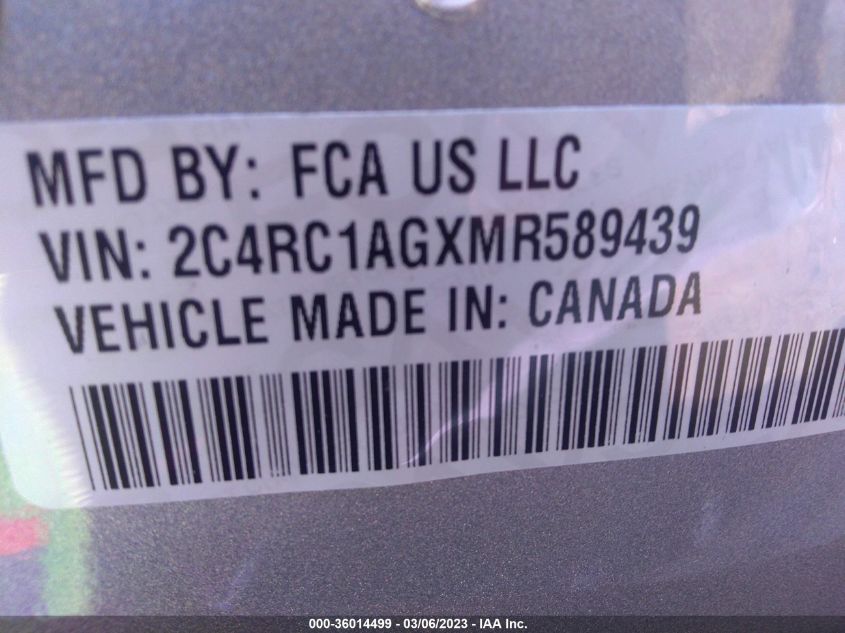 MFD BY: FCA US LLC
VIN: 2C4RC1AGXMR589439
VEHICLE MADE IN: CANADA
000-36014499 - 03/06/2023 - IAA Inc.